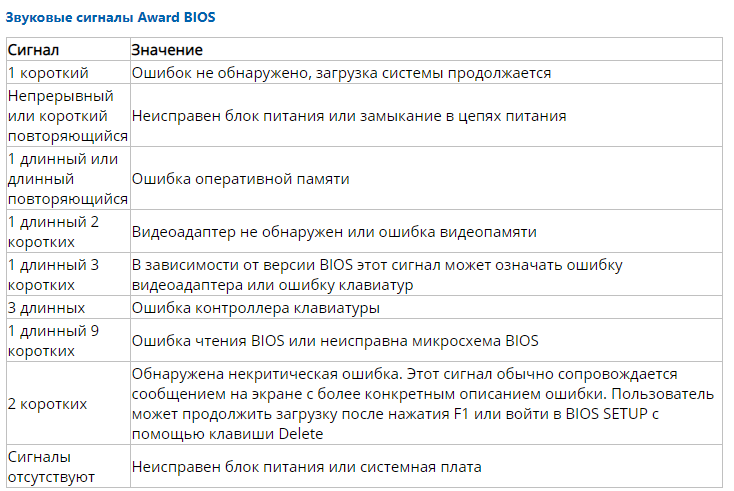 Звуковые сигналы Award BIOS
Сигнал
Значение
1 короткий
Ошибок не обнаружено, загрузка системы продолжается
Непрерывный
или короткий
повторяющийся
Неисправен блок питания или замыкание в цепях питания
1 длинный или
длинный
повторяющийся
Ошибка оперативной памяти
1 длинный 2
коротких
Видеоадаптер не обнаружен или ошибка видеопамяти
1 длинный 3
коротких
В зависимости от версии BIOS этот сигнал может означать ошибку
видеоадаптера или ошибку клавиатур
3 длинных
Ошибка контроллера клавиатуры
1 длинный 9
коротких
Ошибка чтения BIOS или неисправна микросхема BIOS
2 коротких
Обнаружена некритическая ошибка. Этот сигнал обычно сопровождается
сообщением на экране с более конкретным описанием ошибки. Пользователь
может продолжить загрузку после нажатия F1 или войти в BIOS SETUP с
помощью клавиши Delete
Сигналы
отсутствуют
Неисправен блок питания или системная плата